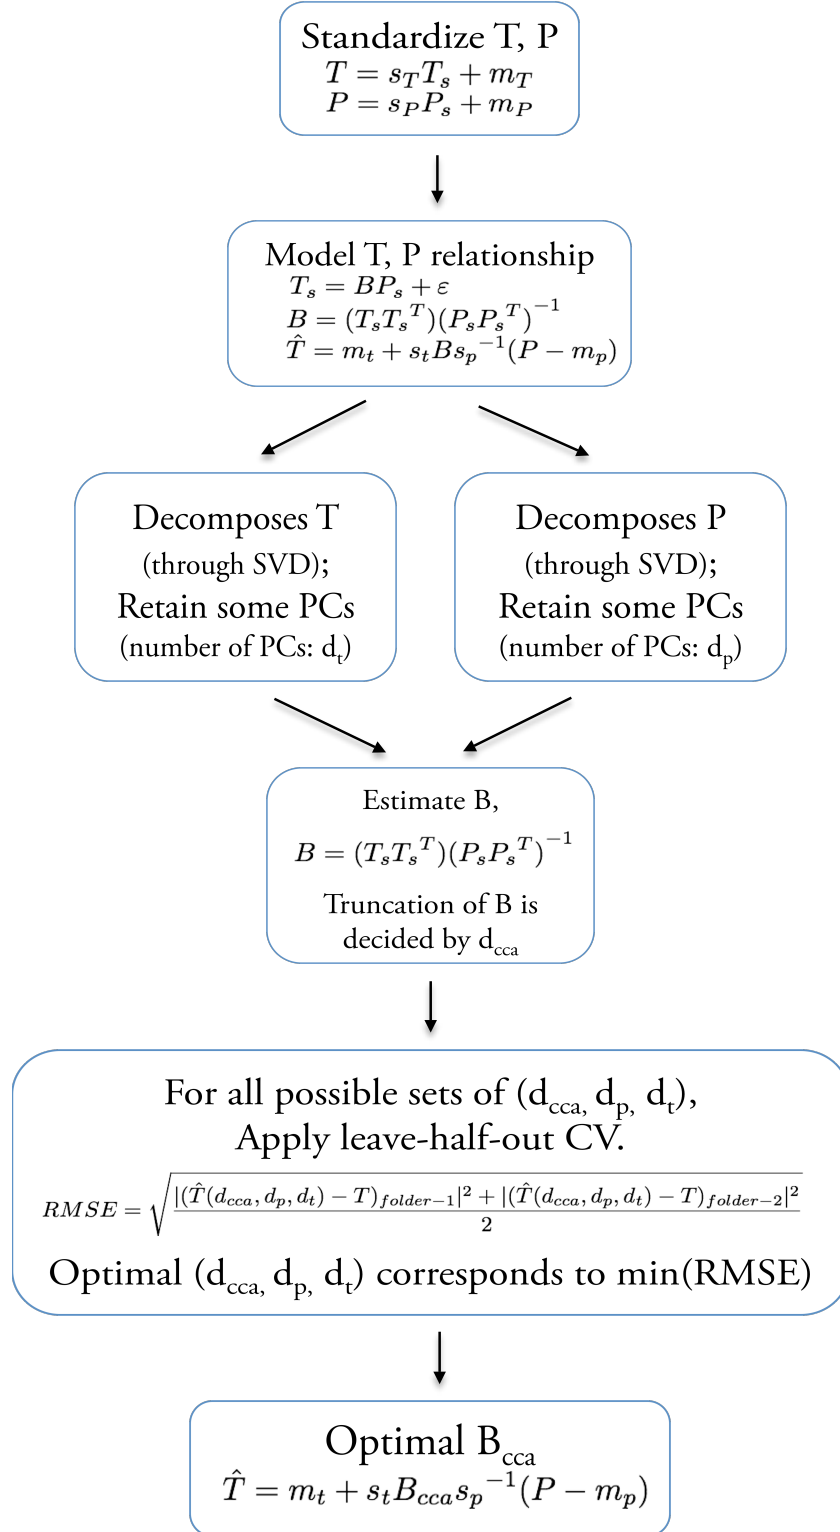 Standardize T, P
T = s_T T_s + m_T
P = s_P P_s + m_P
Model T, P relationship
T_s = BP_s + ε
B = (T_s T_s^T)(P_s P_s^T)^{-1}
T̂ = m_t + s_t B s_p^{-1}(P − m_p)
Decomposes T
(through SVD);
Retain some PCs
(number of PCs: d_t)
Decomposes P
(through SVD);
Retain some PCs
(number of PCs: d_p)
Estimate B,
B = (T_s T_s^T)(P_s P_s^T)^{-1}
Truncation of B is
decided by d_cca
For all possible sets of (d_cca, d_p, d_t),
Apply leave-half-out CV.
RMSE = √(|(T̂(d_cca, d_p, d_t) − T)_{folder−1}|^2 + |(T̂(d_cca, d_p, d_t) − T)_{folder−2}|^2 / 2)
Optimal (d_cca, d_p, d_t) corresponds to min(RMSE)
Optimal B_cca
T̂ = m_t + s_t B_cca s_p^{-1}(P − m_p)